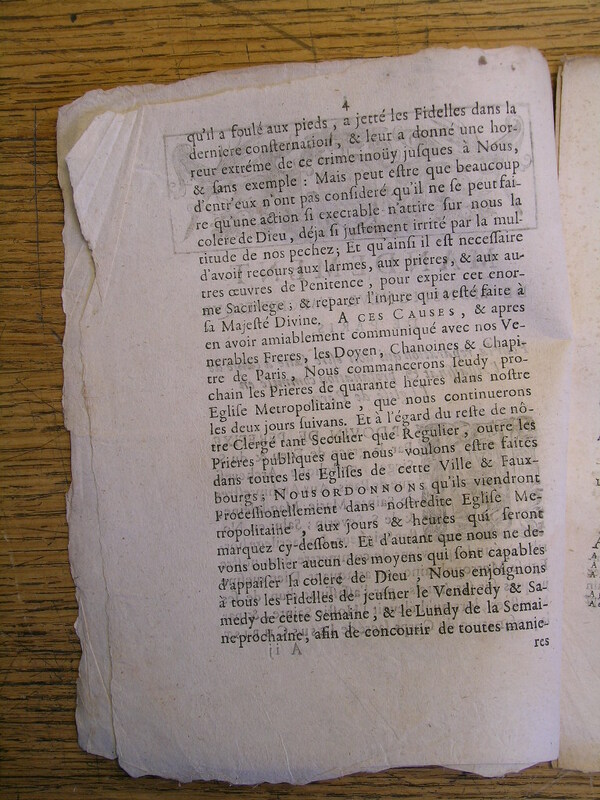 4
qu'il a foulé aux pieds, a jetté les Fidelles dans la
derniere consternation, & leur a donné une hor-
reur extréme de ce crime inoüy jusques à Nous,
& sans exemple : Mais peut estre que beaucoup
d'entr'eux n'ont pas consideré qu'il ne se peut fai-
re qu'une action si execrable n'attire sur nous la
colere de Dieu, déja si justement irrité par la mul-
titude de nos pechez; Et qu'ainsi il est necessaire
d'avoir recours aux larmes, aux prieres, & aux au-
tres œuvres de Penitence, pour expier cet enor-
me Sacrilege; & reparer l'injure qui a esté faite à
sa Majesté Divine. A CES CAUSES, & apres
en avoir amiablement communiqué avec nos Ve-
nerables Freres, les Doyen, Chanoines & Chapi-
tre de Paris, Nous commancerons Ieudy pro-
chain les Prieres de quarante heures dans nostre
Eglise Metropolitaine, que nous continuerons
les deux jours suivans. Et à l'égard du reste de nô-
tre Clergé tant Seculier que Regulier, outre les
Prieres publiques que nous voulons estre faites
dans toutes les Eglises de cette Ville & Faux-
bourgs; NOUS ORDONNONS qu'ils viendront
Processionellement dans nostredite Eglise Me-
tropolitaine, aux jours & heures qui seront
marquez cy-dessous. Et d'autant que nous ne de-
vons oublier aucun des moyens qui sont capables
d'appaiser la colere de Dieu, Nous enjoignons
à tous les Fidelles de jeusner le Vendredy & Sa-
medy de cette Semaine, & le Lundy de la Semai-
ne prochaine, afin de concourir de toutes manie-
res